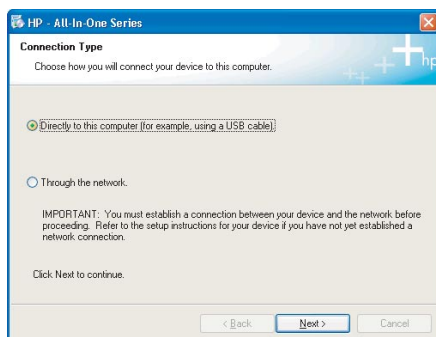 HP - All-In-One Series
Connection Type
Choose how you will connect your device to this computer.
hp
Directly to this computer (for example, using a USB cable).
Through the network.
IMPORTANT: You must establish a connection between your device and the network before
proceeding. Refer to the setup instructions for your device if you have not yet established a
network connection.
Click Next to continue.
< Back Next > Cancel